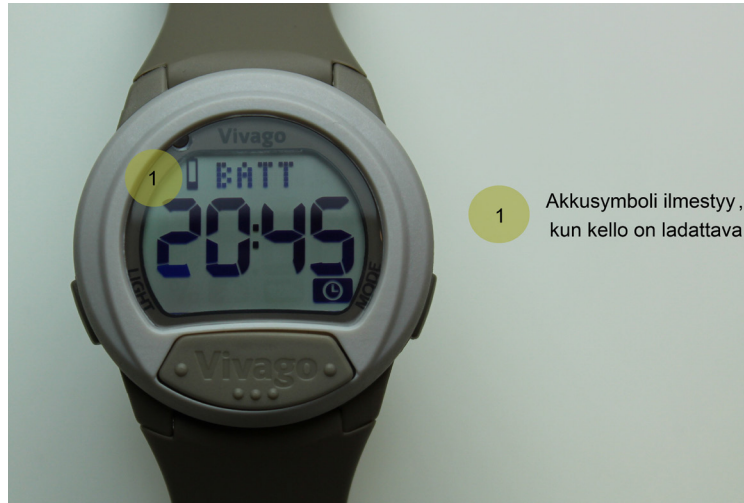 Vivago
1
BATT
20:45
LIGHT
MODE
Vivago
1
Akkusymboli ilmestyy,
kun kello on ladattava